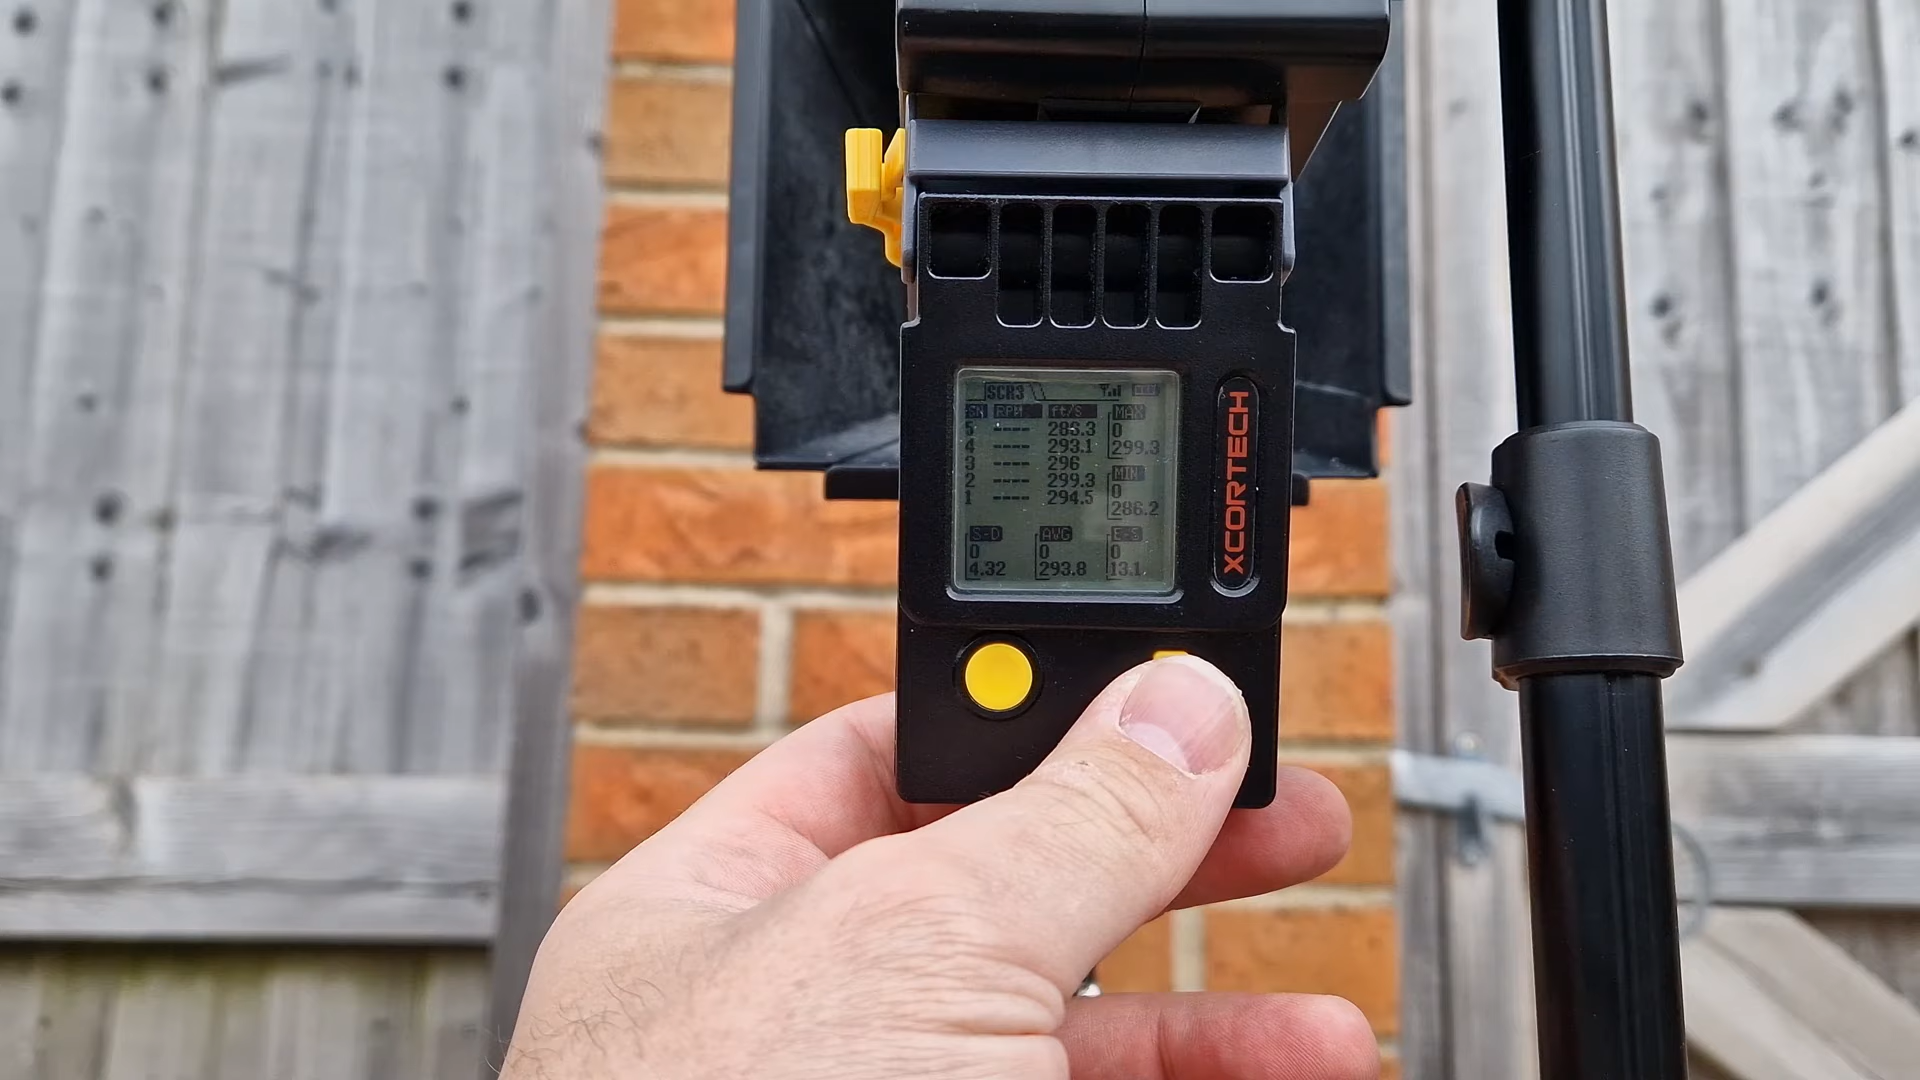 SCR3
SN RPM ft/S MAX
5 ---- 286.3 0
4 ---- 293.1 299.3
3 ---- 296 MIN
2 ---- 299.3 0
1 ---- 294.5 286.2
S-D AWG E-S
0 0 0
4.32 293.8 13.1
XCORTECH